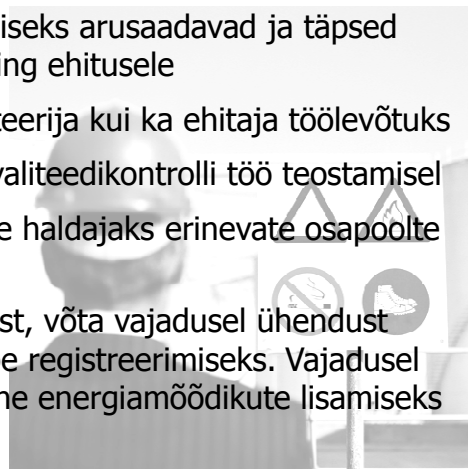 iseks arusaadavad ja täpsed
ing ehitusele
teerija kui ka ehitaja töölevõtuks
valiteedikontrolli töö teostamisel
e haldajaks erinevate osapoolte
st, võta vajadusel ühendust
e registreerimiseks. Vajadusel
ne energiamõõdikute lisamiseks